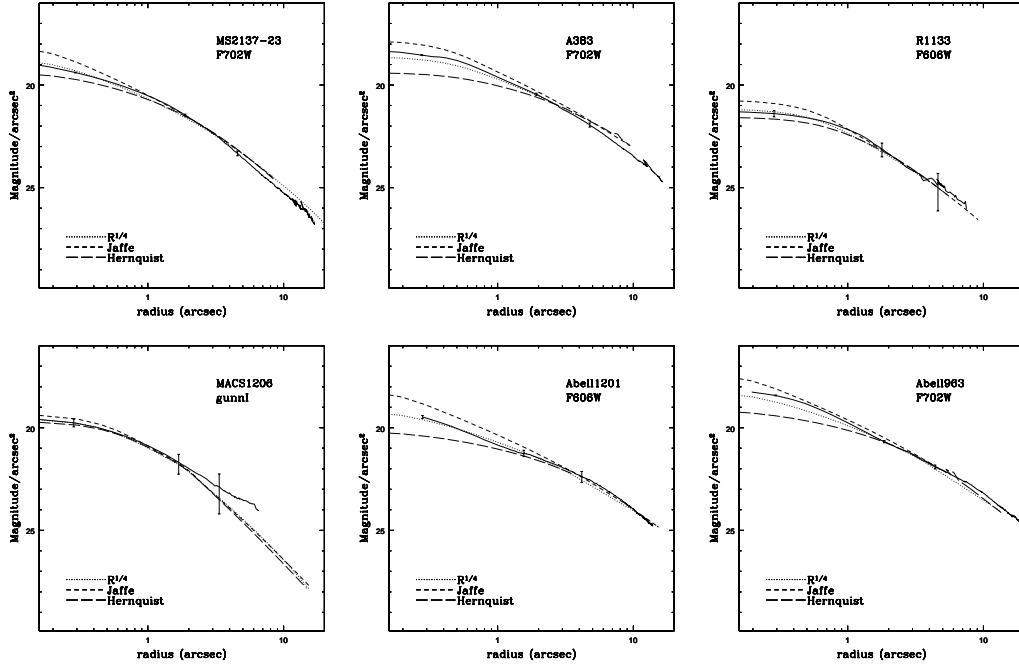 MS2137-23
F702W
20
25
Magnitude/arcsec²
R^1/4
Jaffe
Hernquist
1
10
radius (arcsec)
A383
F702W
20
25
Magnitude/arcsec²
R^1/4
Jaffe
Hernquist
1
10
radius (arcsec)
R1133
F606W
20
25
Magnitude/arcsec²
R^1/4
Jaffe
Hernquist
1
10
radius (arcsec)
MACS1206
gunnI
20
25
Magnitude/arcsec²
R^1/4
Jaffe
Hernquist
1
10
radius (arcsec)
Abell1201
F606W
20
25
Magnitude/arcsec²
R^1/4
Jaffe
Hernquist
1
10
radius (arcsec)
Abell963
F702W
20
25
Magnitude/arcsec²
R^1/4
Jaffe
Hernquist
1
10
radius (arcsec)